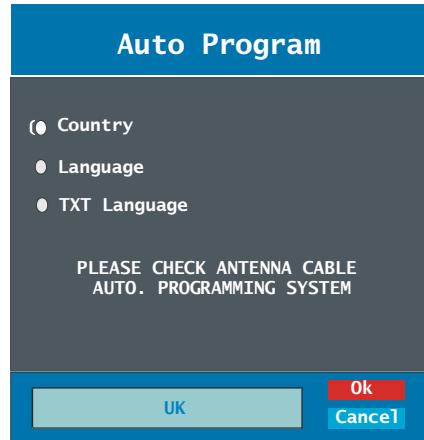 Auto Program
Country
Language
TXT Language
PLEASE CHECK ANTENNA CABLE
AUTO. PROGRAMMING SYSTEM
Ok
UK
Cancel